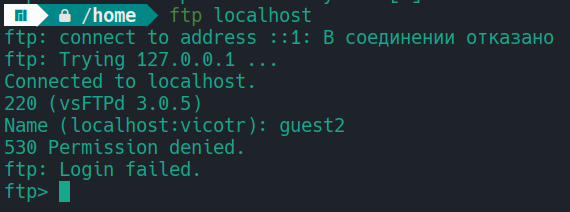 /home ftp localhost
ftp: connect to address ::1: В соединении отказано
ftp: Trying 127.0.0.1 ...
Connected to localhost.
220 (vsFTPd 3.0.5)
Name (localhost:vicotr): guest2
530 Permission denied.
ftp: Login failed.
ftp>